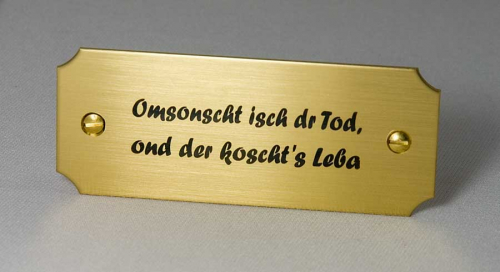 Omsonscht isch dr Tod,
ond der koscht's Leba